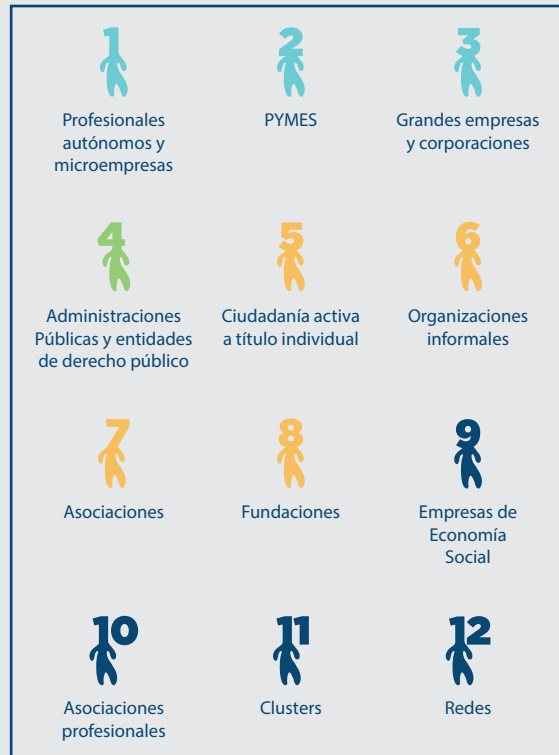 1
Profesionales
autónomos y
microempresas
2
PYMES
3
Grandes empresas
y corporaciones
4
Administraciones
Públicas y entidades
de derecho público
5
Ciudadanía activa
a título individual
6
Organizaciones
informales
7
Asociaciones
8
Fundaciones
9
Empresas de
Economía
Social
10
Asociaciones
profesionales
11
Clusters
12
Redes